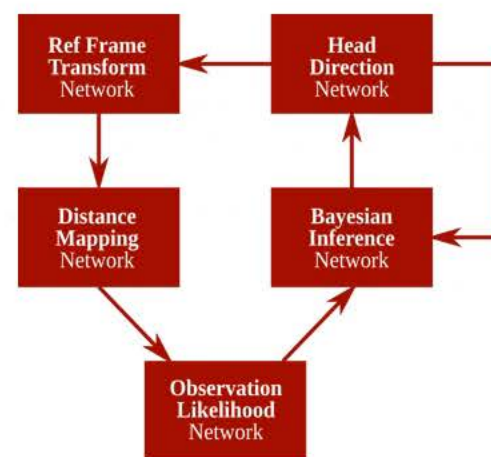 Ref Frame
Transform
Network
Head
Direction
Network
Distance
Mapping
Network
Bayesian
Inference
Network
Observation
Likelihood
Network